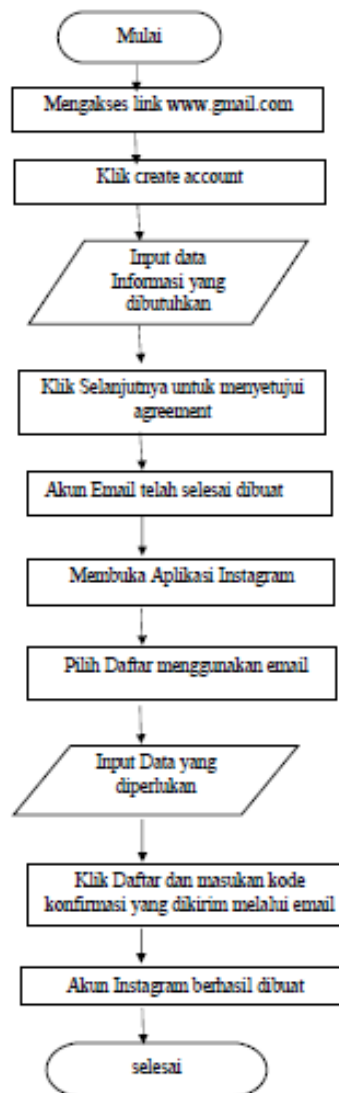 Mulai
Mengakses link www.gmail.com
Klik create account
Input data
Informasi yang
dibutuhkan
Klik Selanjutnya untuk menyetujui
agreement
Akun Email telah selesai dibuat
Membuka Aplikasi Instagram
Pilih Daftar menggunakan email
Input Data yang
diperlukan
Klik Daftar dan masukan kode
konfirmasi yang dikirim melalui email
Akun Instagram berhasil dibuat
selesai